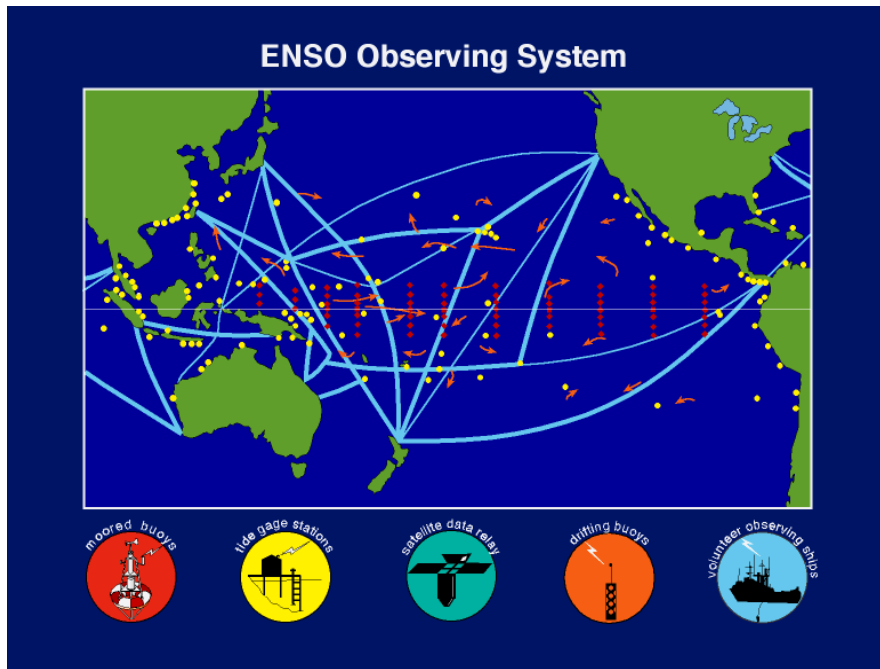 ENSO Observing System
moored buoys
tide gage stations
satellite data relay
drifting buoys
volunteer observing ships